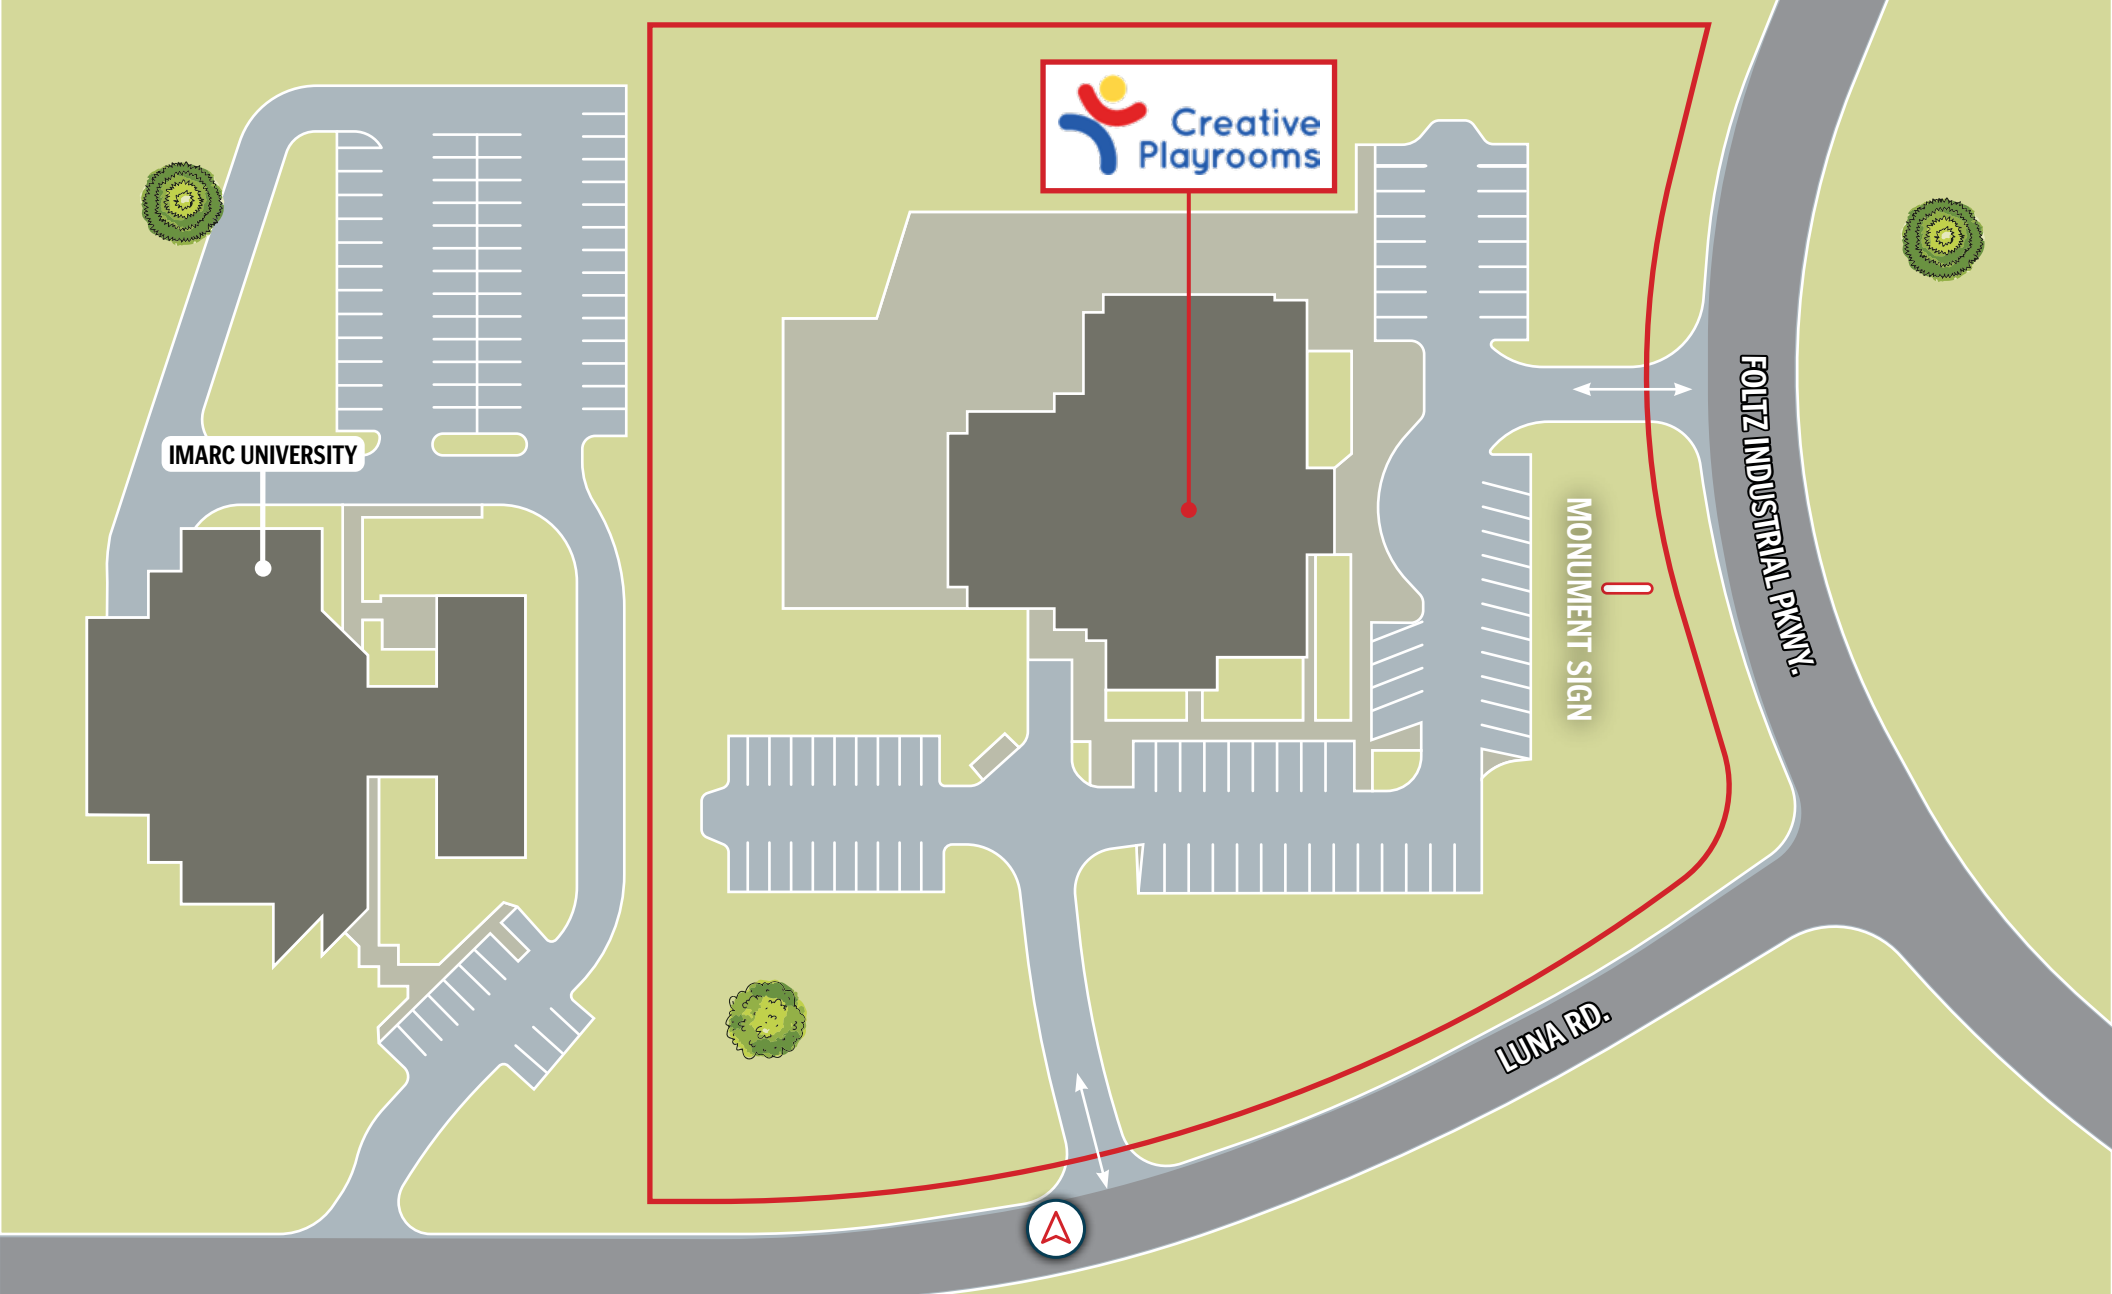 Creative
Playrooms
IMARC UNIVERSITY
FOLTZ INDUSTRIAL PKWY.
MONUMENT SIGN
LUNA RD.